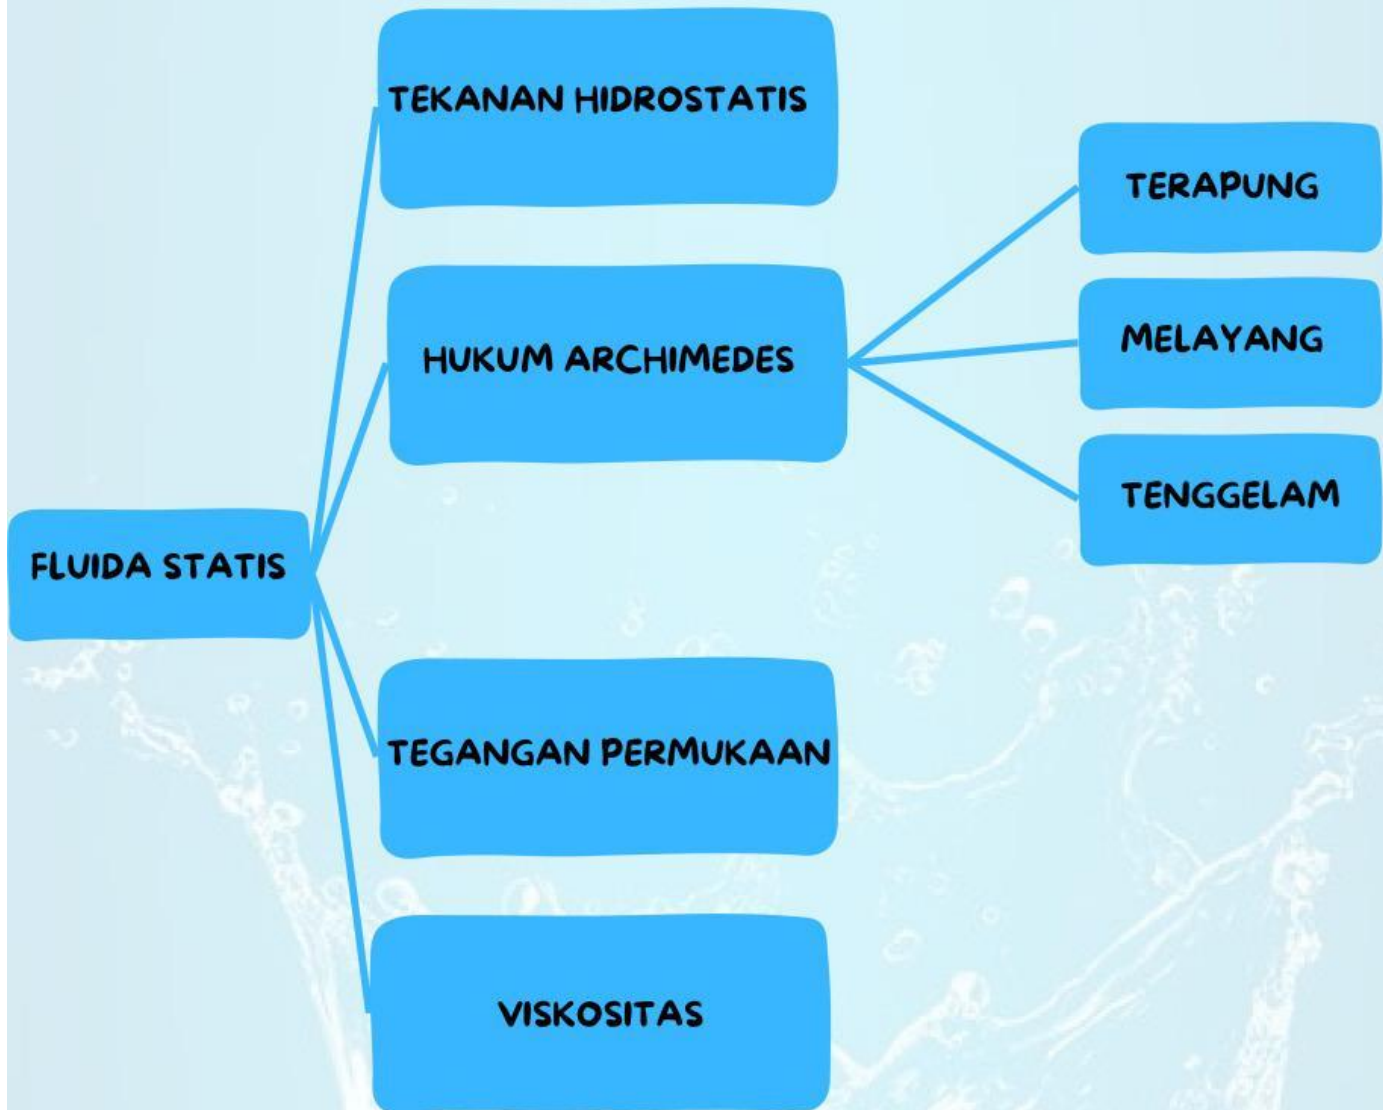 TEKANAN HIDROSTATIS
TERAPUNG
HUKUM ARCHIMEDES
MELAYANG
TENGGELAM
FLUIDA STATIS
TEGANGAN PERMUKAAN
VISKOSITAS